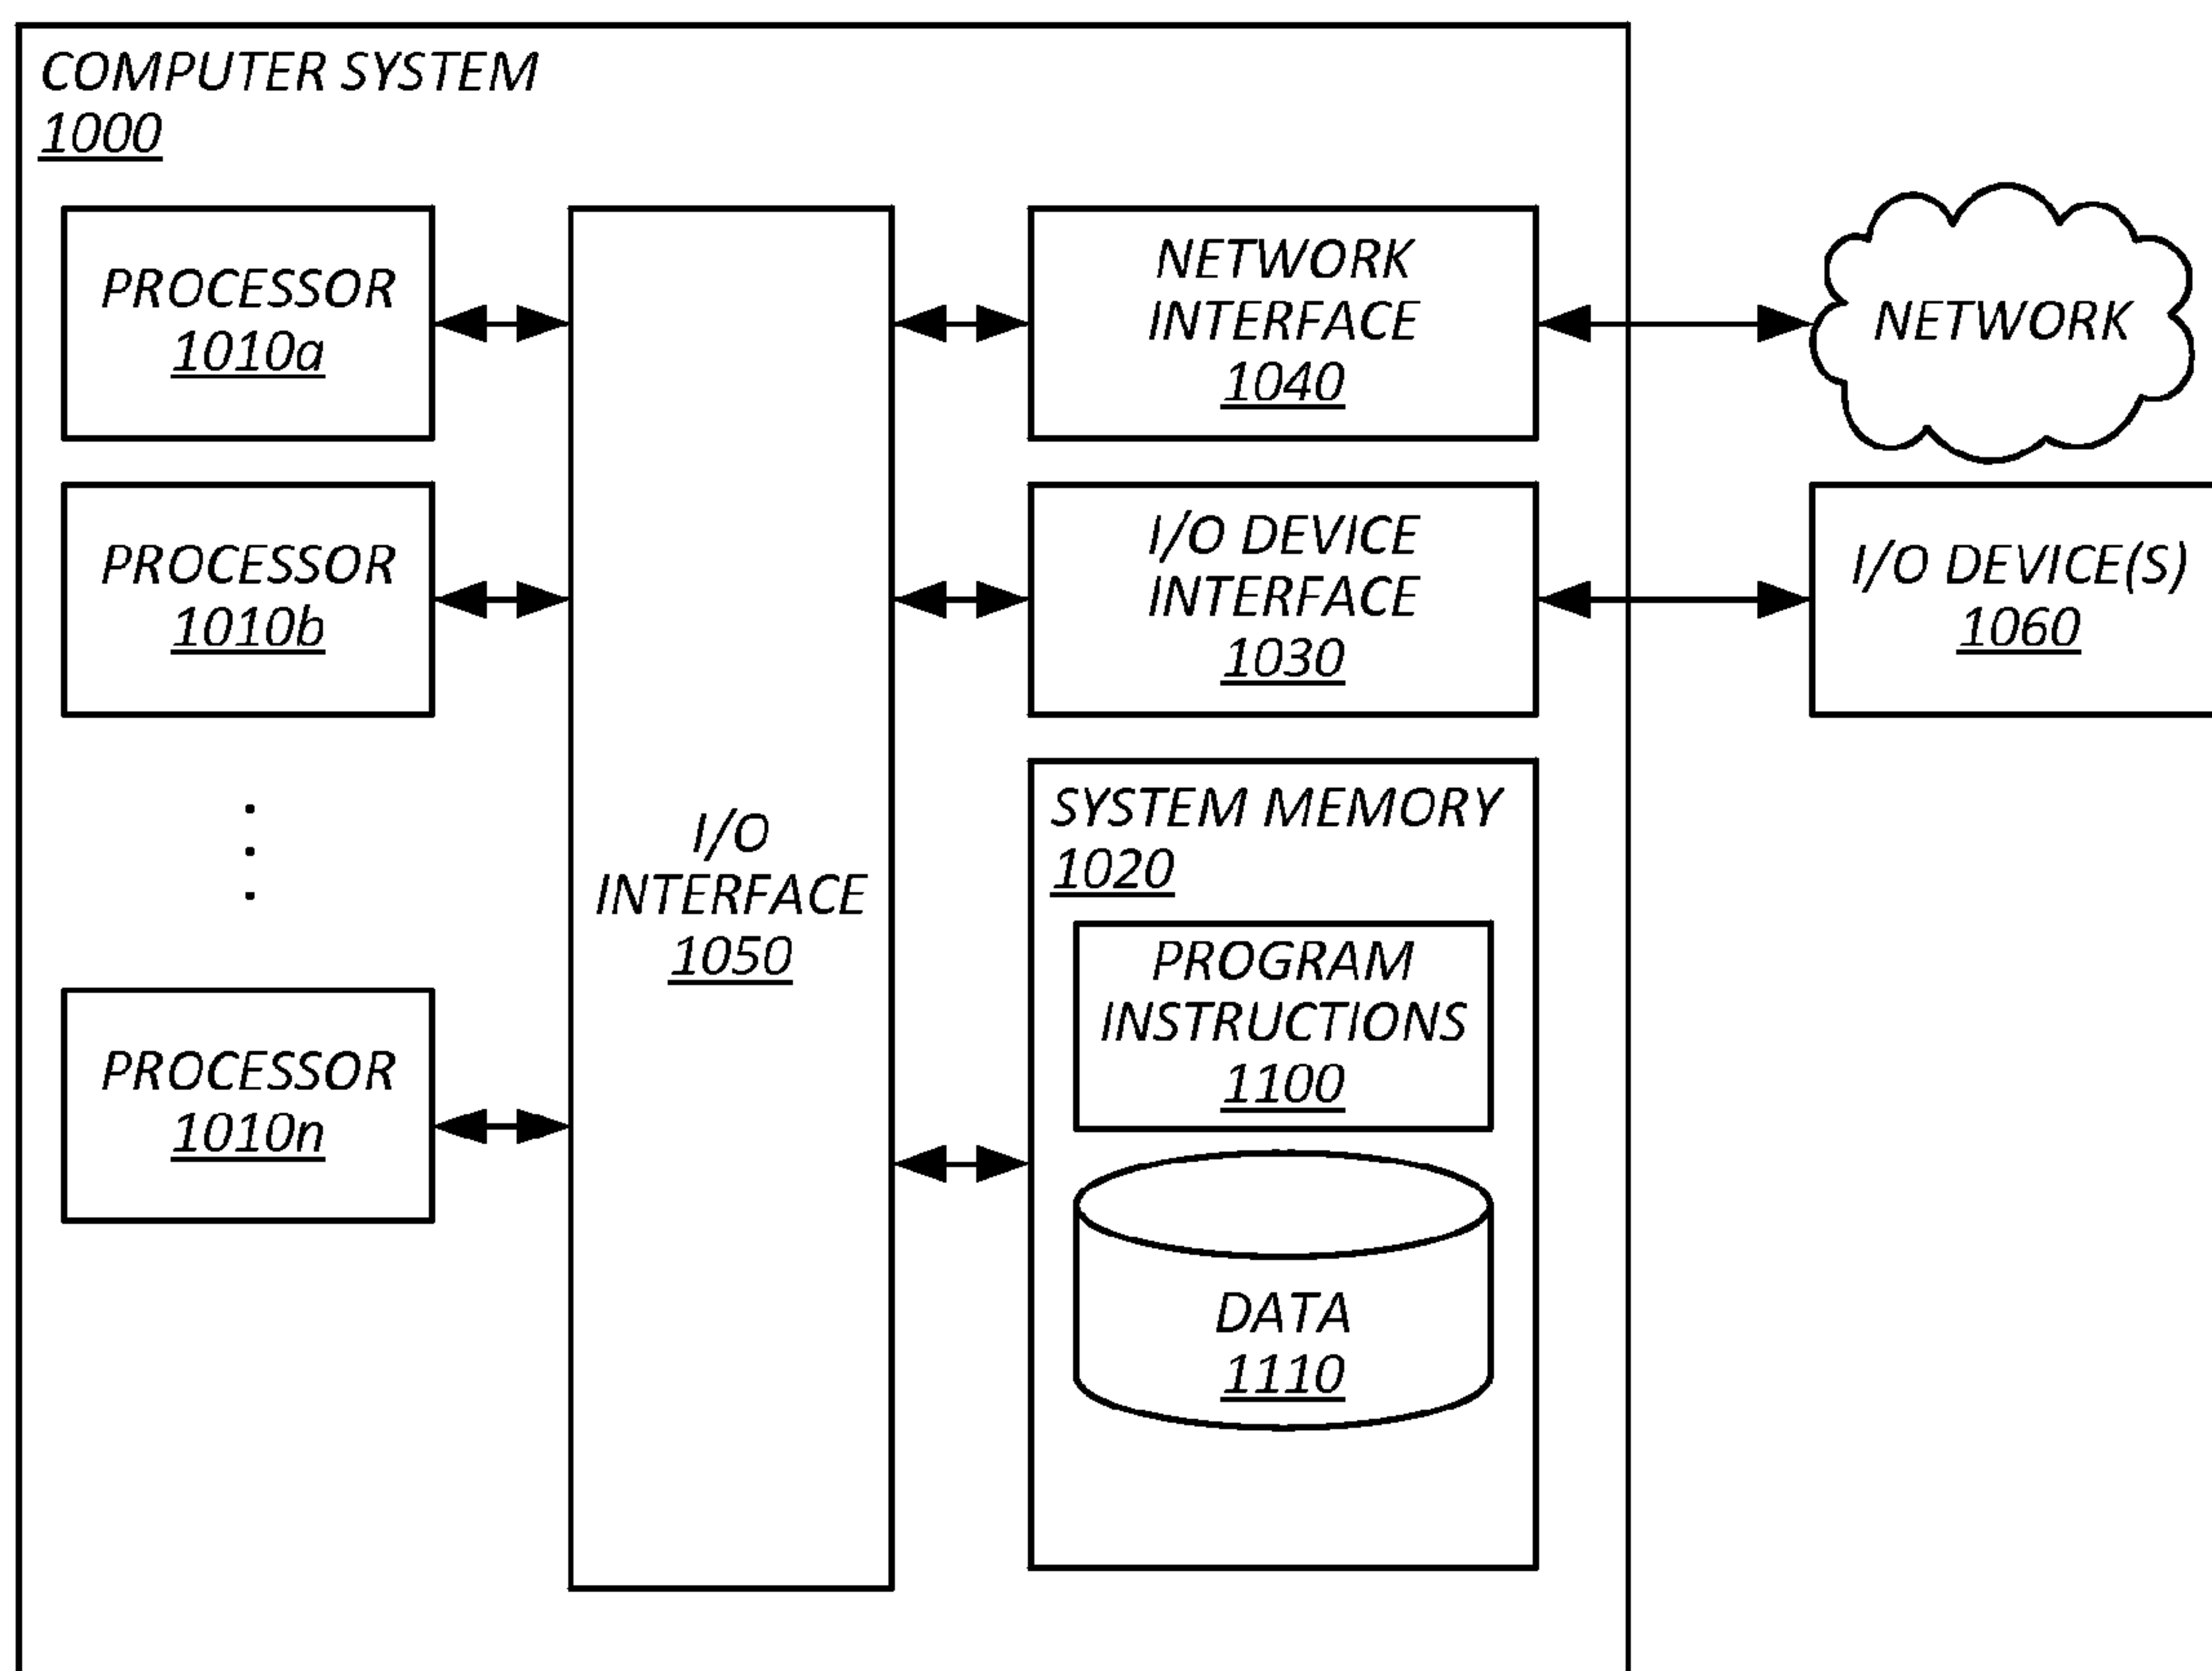 COMPUTER SYSTEM
1000
PROCESSOR
1010a
PROCESSOR
1010b
PROCESSOR
1010n
I/O
INTERFACE
1050
NETWORK
INTERFACE
1040
I/O DEVICE
INTERFACE
1030
SYSTEM MEMORY
1020
PROGRAM
INSTRUCTIONS
1100
DATA
1110
NETWORK
I/O DEVICE(S)
1060